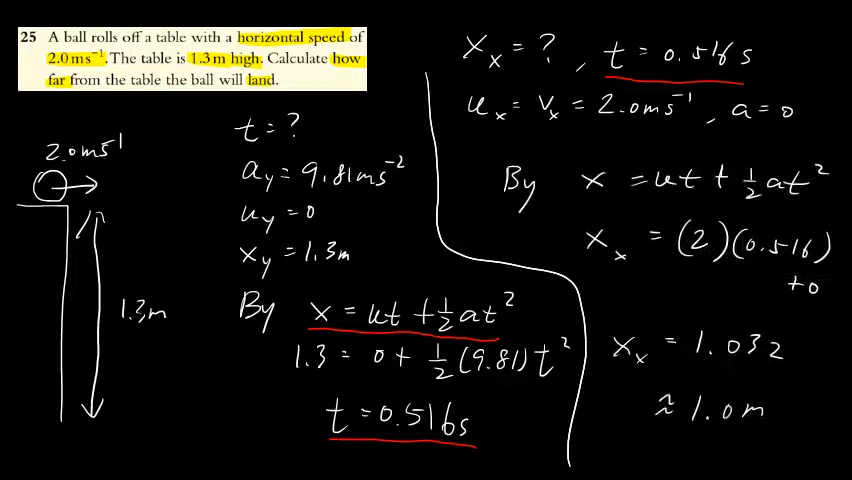 25 A ball rolls off a table with a horizontal speed of
2.0 m s⁻¹. The table is 1.3 m high. Calculate how
far from the table the ball will land.
2.0ms⁻¹
1.3m
t = ?
a_y = 9.81ms⁻²
u_y = 0
x_y = 1.3m
By x = ut + ½at²
1.3 = 0 + ½(9.81)t²
t = 0.516s
x_x = ? , t = 0.516 s
u_x = v_x = 2.0ms⁻¹ , a = 0
By x = ut + ½at²
x_x = (2)(0.516)
+0
x_x = 1.032
≈ 1.0m